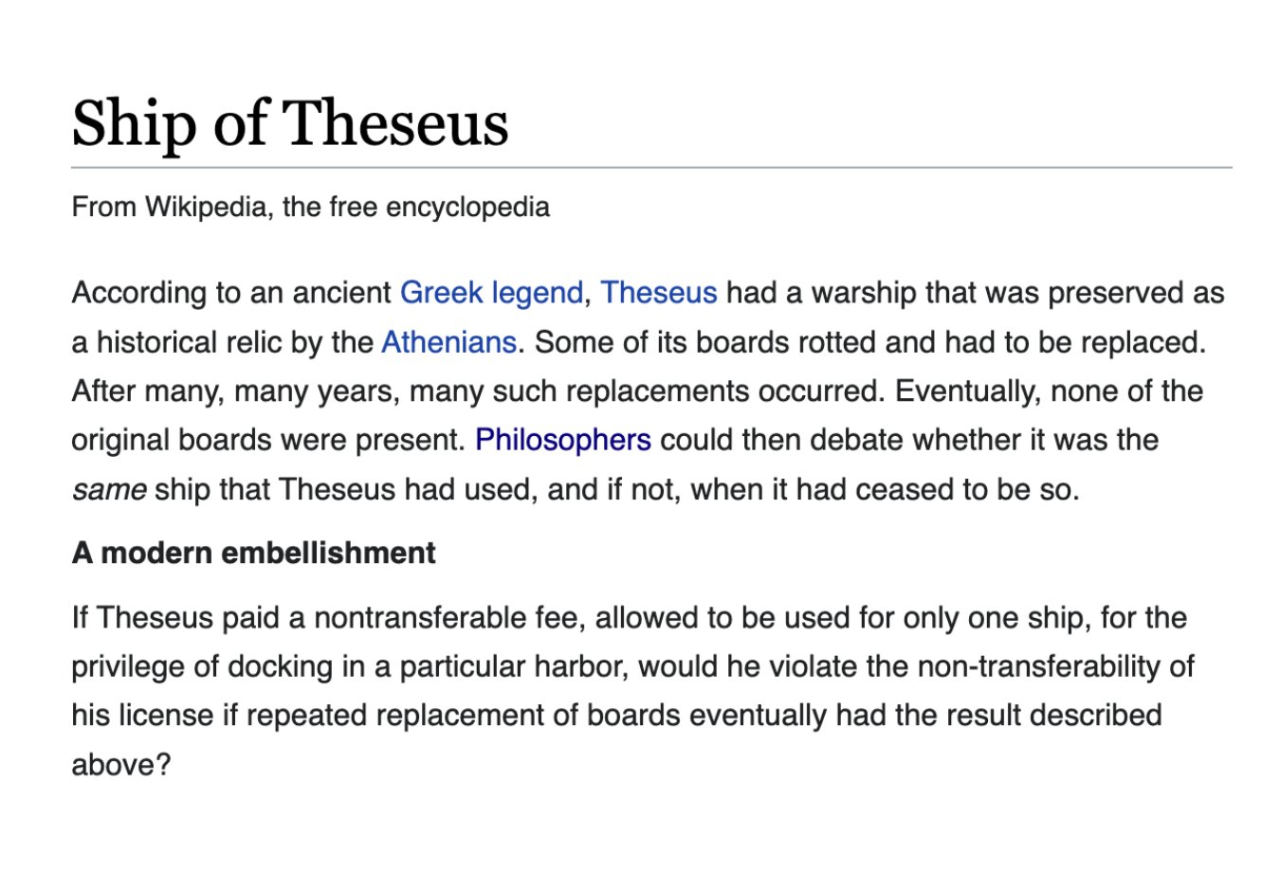 Ship of Theseus
From Wikipedia, the free encyclopedia
According to an ancient Greek legend, Theseus had a warship that was preserved as
a historical relic by the Athenians. Some of its boards rotted and had to be replaced.
After many, many years, many such replacements occurred. Eventually, none of the
original boards were present. Philosophers could then debate whether it was the
same ship that Theseus had used, and if not, when it had ceased to be so.
A modern embellishment
If Theseus paid a nontransferable fee, allowed to be used for only one ship, for the
privilege of docking in a particular harbor, would he violate the non-transferability of
his license if repeated replacement of boards eventually had the result described
above?